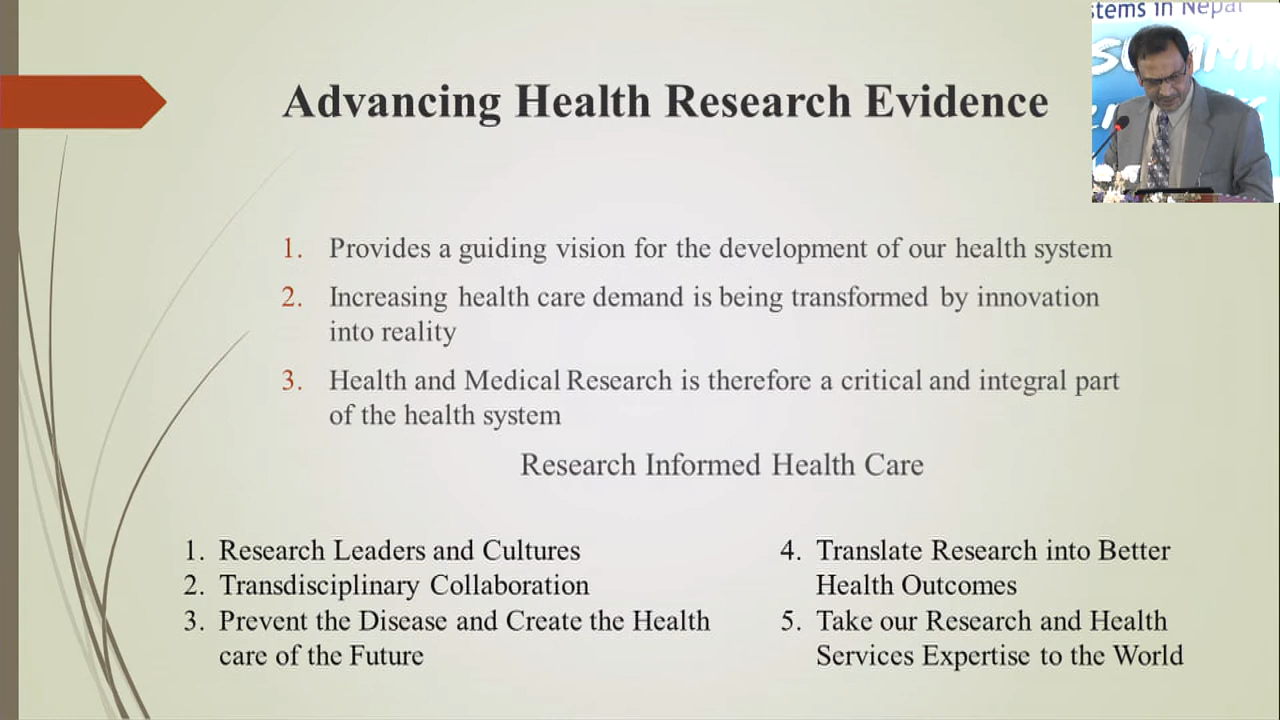 Advancing Health Research Evidence
stems in Nepal
1. Provides a guiding vision for the development of our health system
2. Increasing health care demand is being transformed by innovation
into reality
3. Health and Medical Research is therefore a critical and integral part
of the health system
Research Informed Health Care
1. Research Leaders and Cultures
2. Transdisciplinary Collaboration
3. Prevent the Disease and Create the Health
care of the Future
4. Translate Research into Better
Health Outcomes
5. Take our Research and Health
Services Expertise to the World